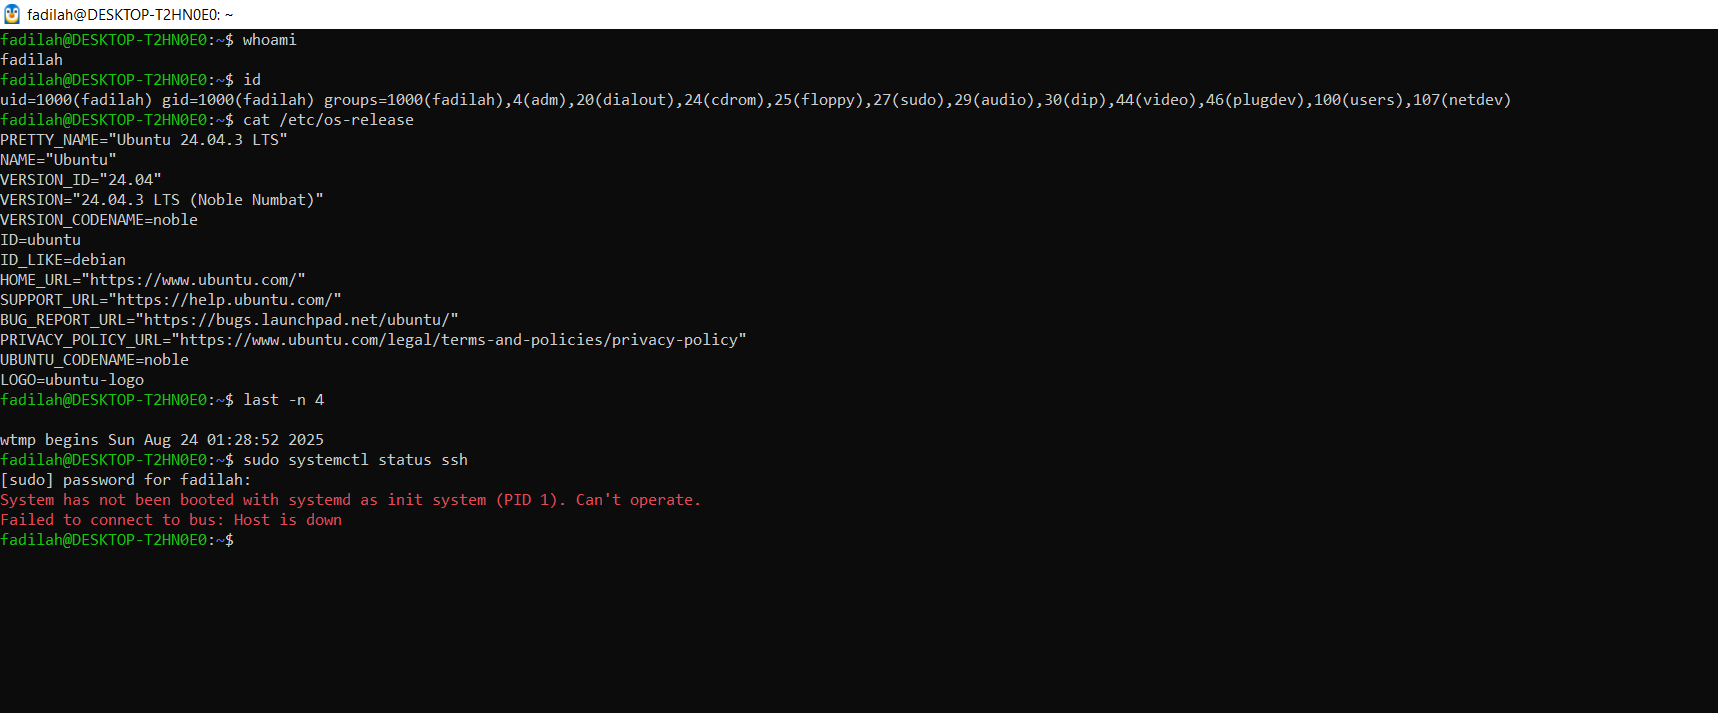 fadilah@DESKTOP-T2HN0E0: ~
fadilah@DESKTOP-T2HN0E0:~$ whoami
fadilah
fadilah@DESKTOP-T2HN0E0:~$ id
uid=1000(fadilah) gid=1000(fadilah) groups=1000(fadilah),4(adm),20(dialout),24(cdrom),25(floppy),27(sudo),29(audio),30(dip),44(video),46(plugdev),100(users),107(netdev)
fadilah@DESKTOP-T2HN0E0:~$ cat /etc/os-release
PRETTY_NAME="Ubuntu 24.04.3 LTS"
NAME="Ubuntu"
VERSION_ID="24.04"
VERSION="24.04.3 LTS (Noble Numbat)"
VERSION_CODENAME=noble
ID=ubuntu
ID_LIKE=debian
HOME_URL="https://www.ubuntu.com/"
SUPPORT_URL="https://help.ubuntu.com/"
BUG_REPORT_URL="https://bugs.launchpad.net/ubuntu/"
PRIVACY_POLICY_URL="https://www.ubuntu.com/legal/terms-and-policies/privacy-policy"
UBUNTU_CODENAME=noble
LOGO=ubuntu-logo
fadilah@DESKTOP-T2HN0E0:~$ last -n 4
wtmp begins Sun Aug 24 01:28:52 2025
fadilah@DESKTOP-T2HN0E0:~$ sudo systemctl status ssh
[sudo] password for fadilah:
System has not been booted with systemd as init system (PID 1). Can't operate.
Failed to connect to bus: Host is down
fadilah@DESKTOP-T2HN0E0:~$